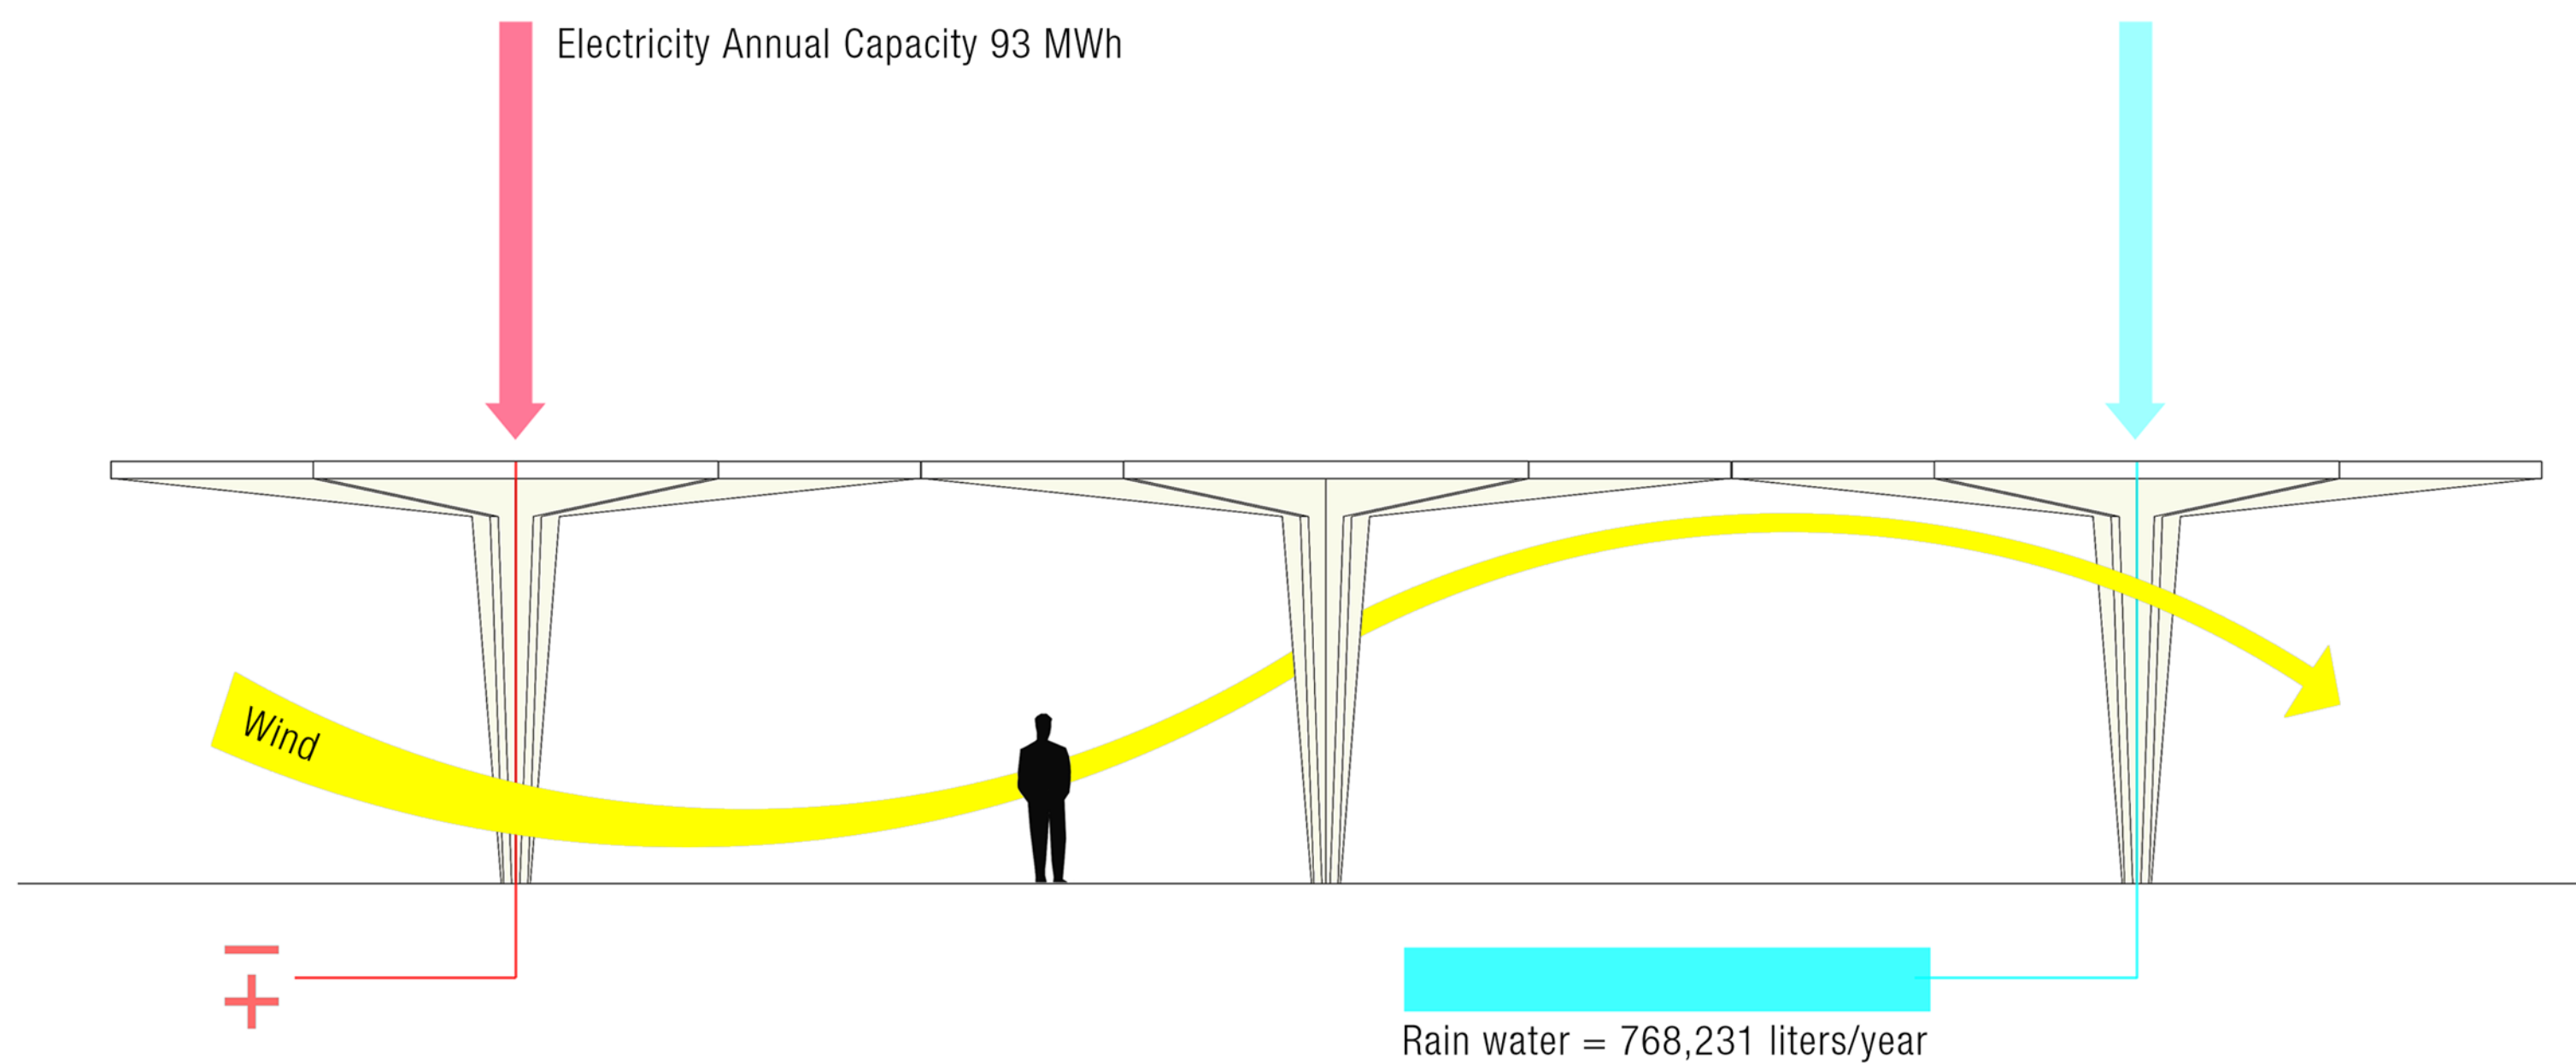 Electricity Annual Capacity 93 MWh
Wind
Rain water = 768,231 liters/year